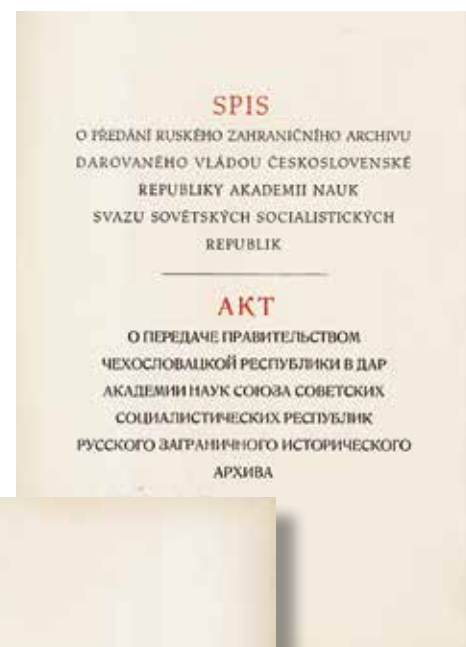 SPIS
O PŘEDÁNÍ RUSKÉHO ZAHRANIČNÍHO ARCHIVU
DAROVANÉHO VLÁDOU ČESKOSLOVENSKÉ
REPUBLIKY AKADEMII NAUK
SVAZU SOVĚTSKÝCH SOCIALISTICKÝCH
REPUBLIK
АКТ
О ПЕРЕДАЧЕ ПРАВИТЕЛЬСТВОМ
ЧЕХОСЛОВАЦКОЙ РЕСПУБЛИКИ В ДАР
АКАДЕМИИ НАУК СОЮЗА СОВЕТСКИХ
СОЦИАЛИСТИЧЕСКИХ РЕСПУБЛИК
РУССКОГО ЗАГРАНИЧНОГО ИСТОРИЧЕСКОГО
АРХИВА